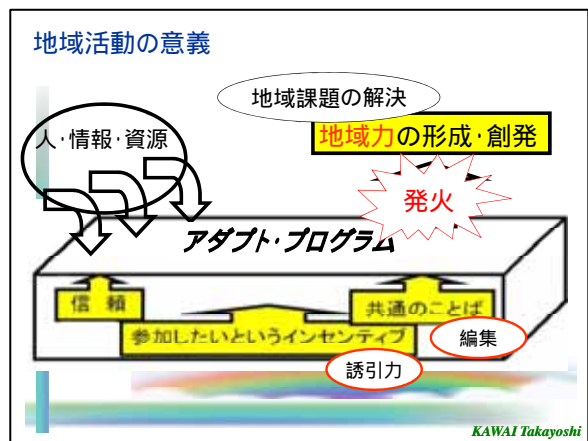 地域活動の意義
地域課題の解決
人・情報・資源
地域力の形成・創発
発火
アダプト・プログラム
信頼
共通のことば
参加したいというインセンティブ
編集
誘引力
KAWAI Takayoshi